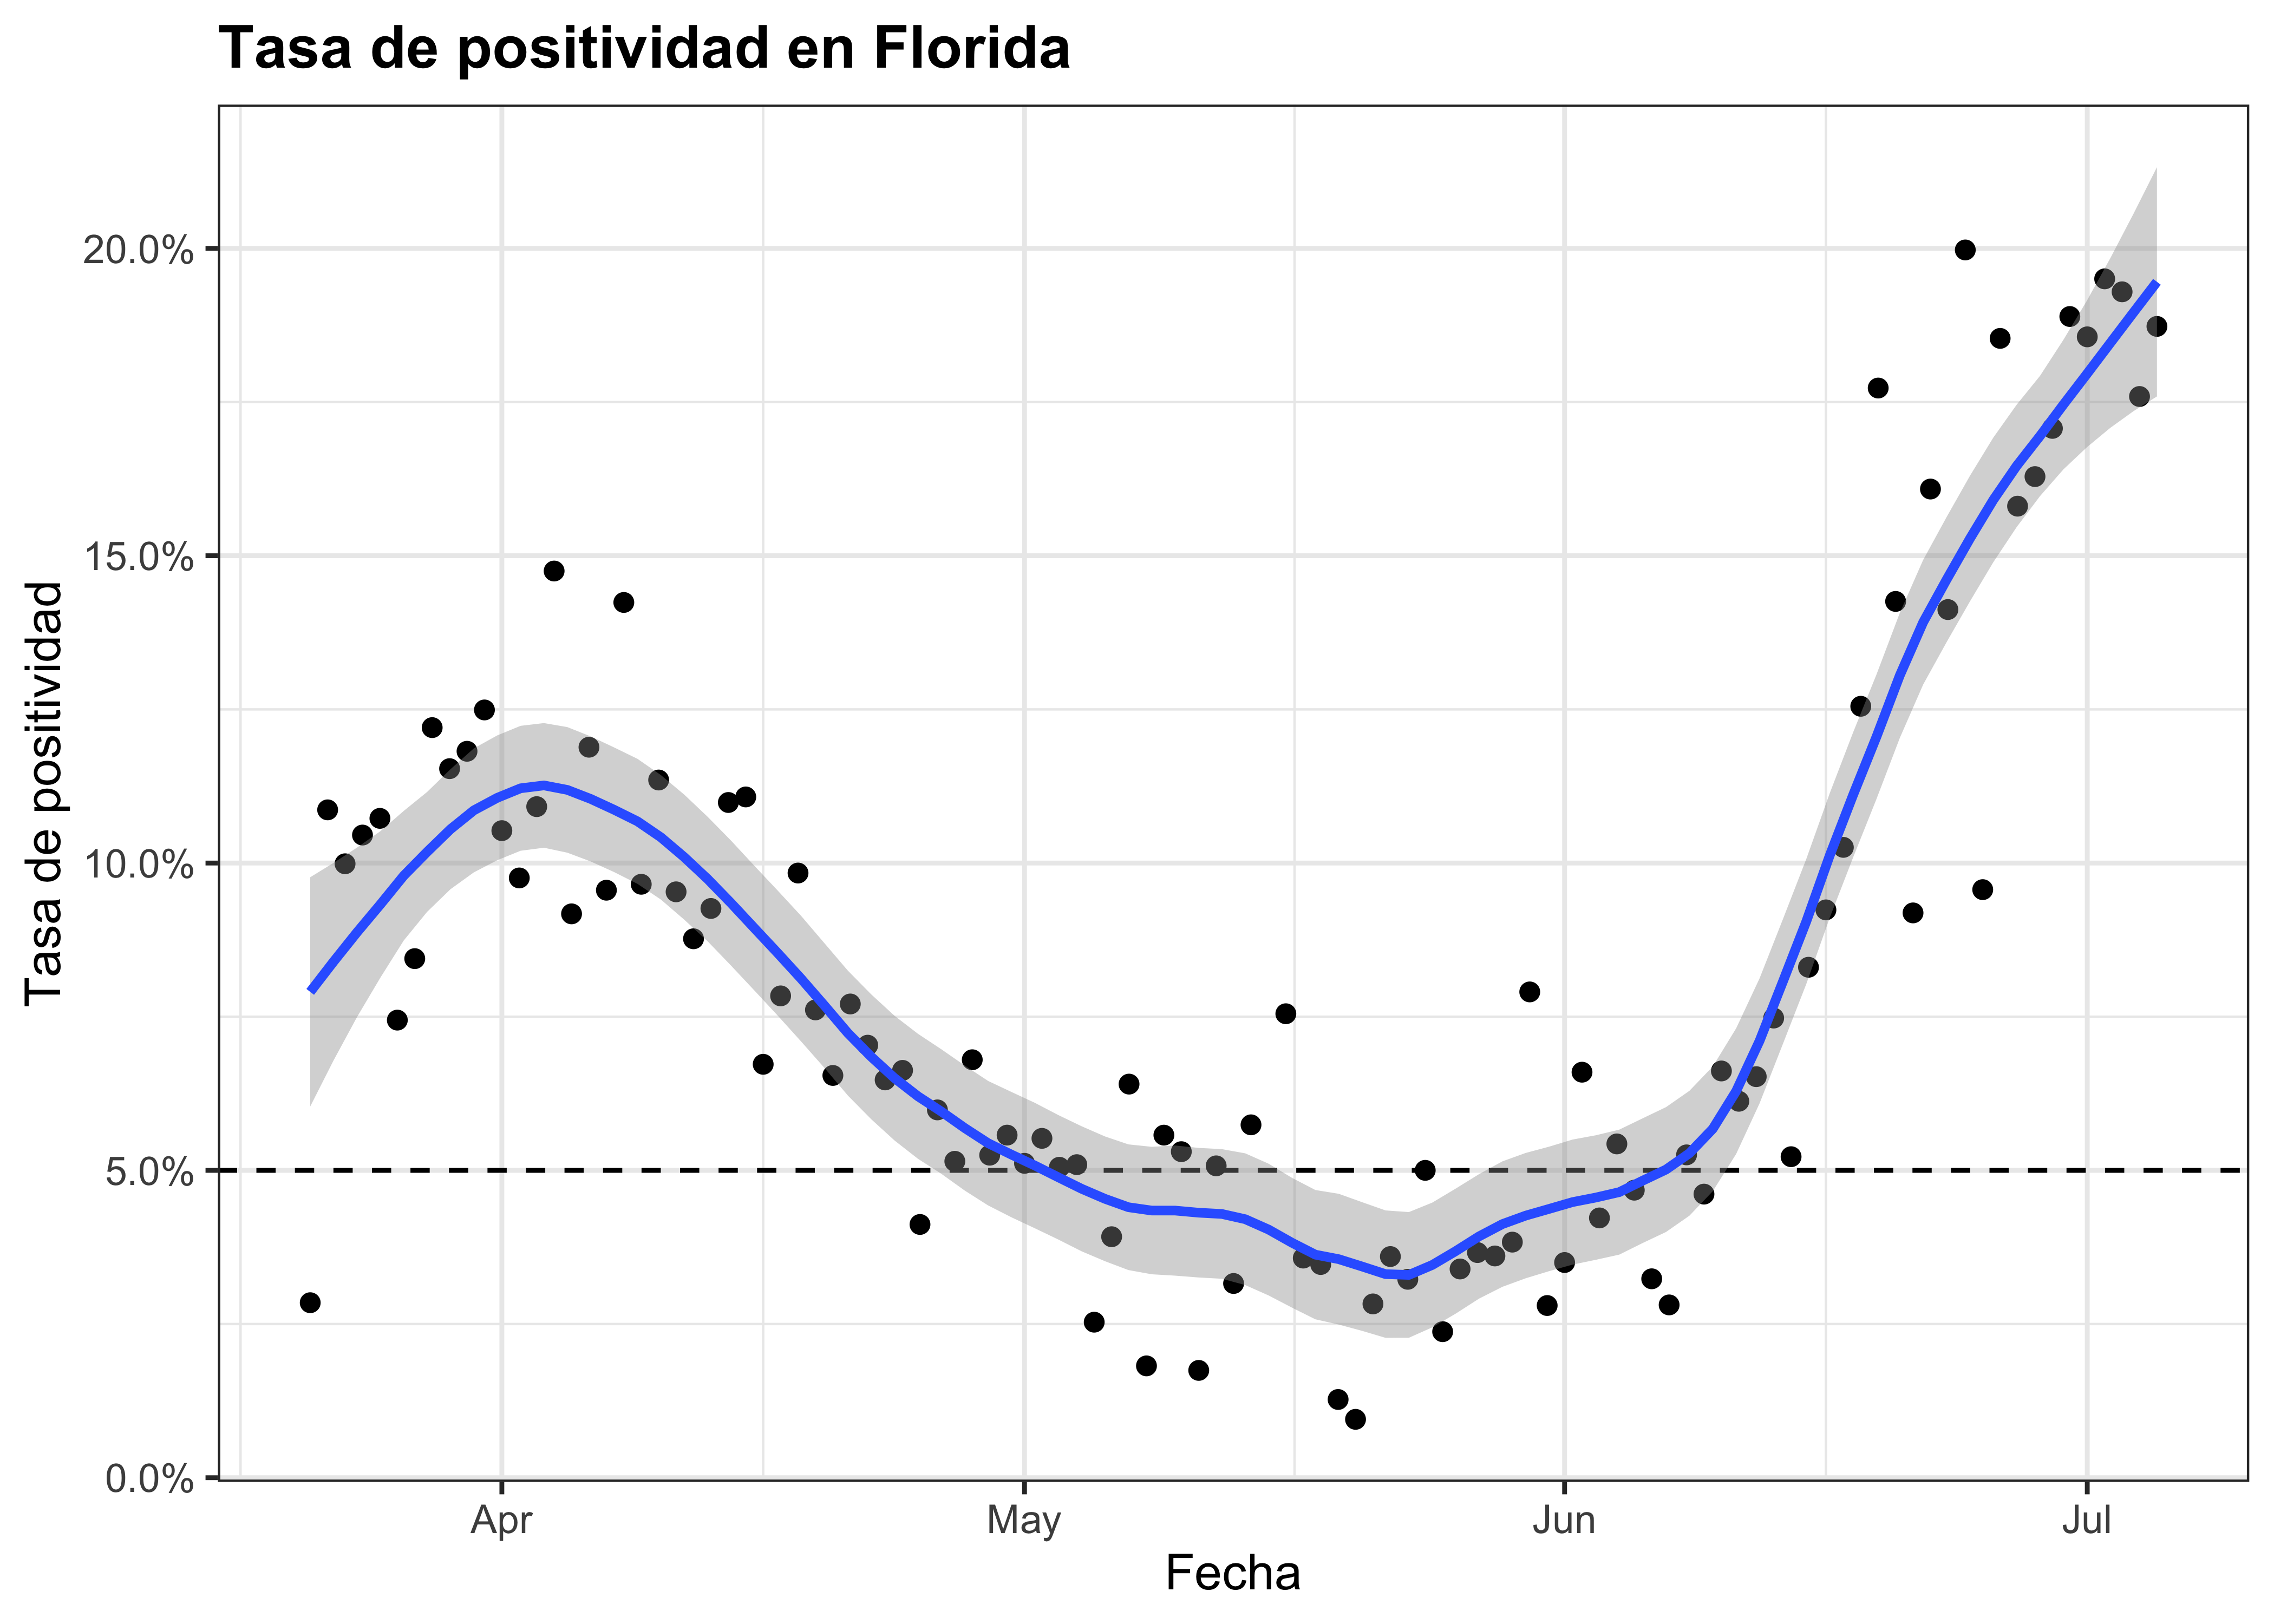 Tasa de positividad en Florida
Tasa de positividad
20.0%
15.0%
10.0%
5.0%
0.0%
Apr
May
Jun
Jul
Fecha